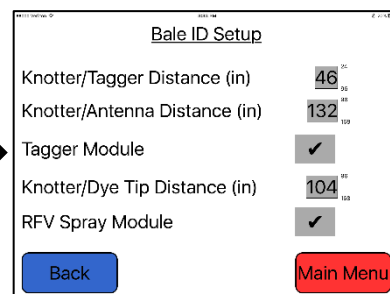 Bale ID Setup
Knotter/Tagger Distance (in) 46
Knotter/Antenna Distance (in) 132
Tagger Module ✔
Knotter/Dye Tip Distance (in) 104
RFV Spray Module ✔
Back Main Menu